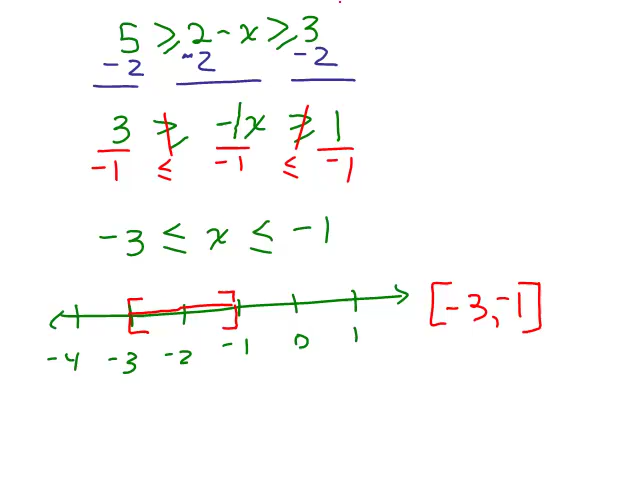 5 ≥ 2 - x ≥ 3
-2 -2 -2
3 ≥ -1x ≥ 1
-1 ≤ -1 ≤ -1
-3 ≤ x ≤ -1
[ ] [-3, -1]
-4 -3 -2 -1 0 1